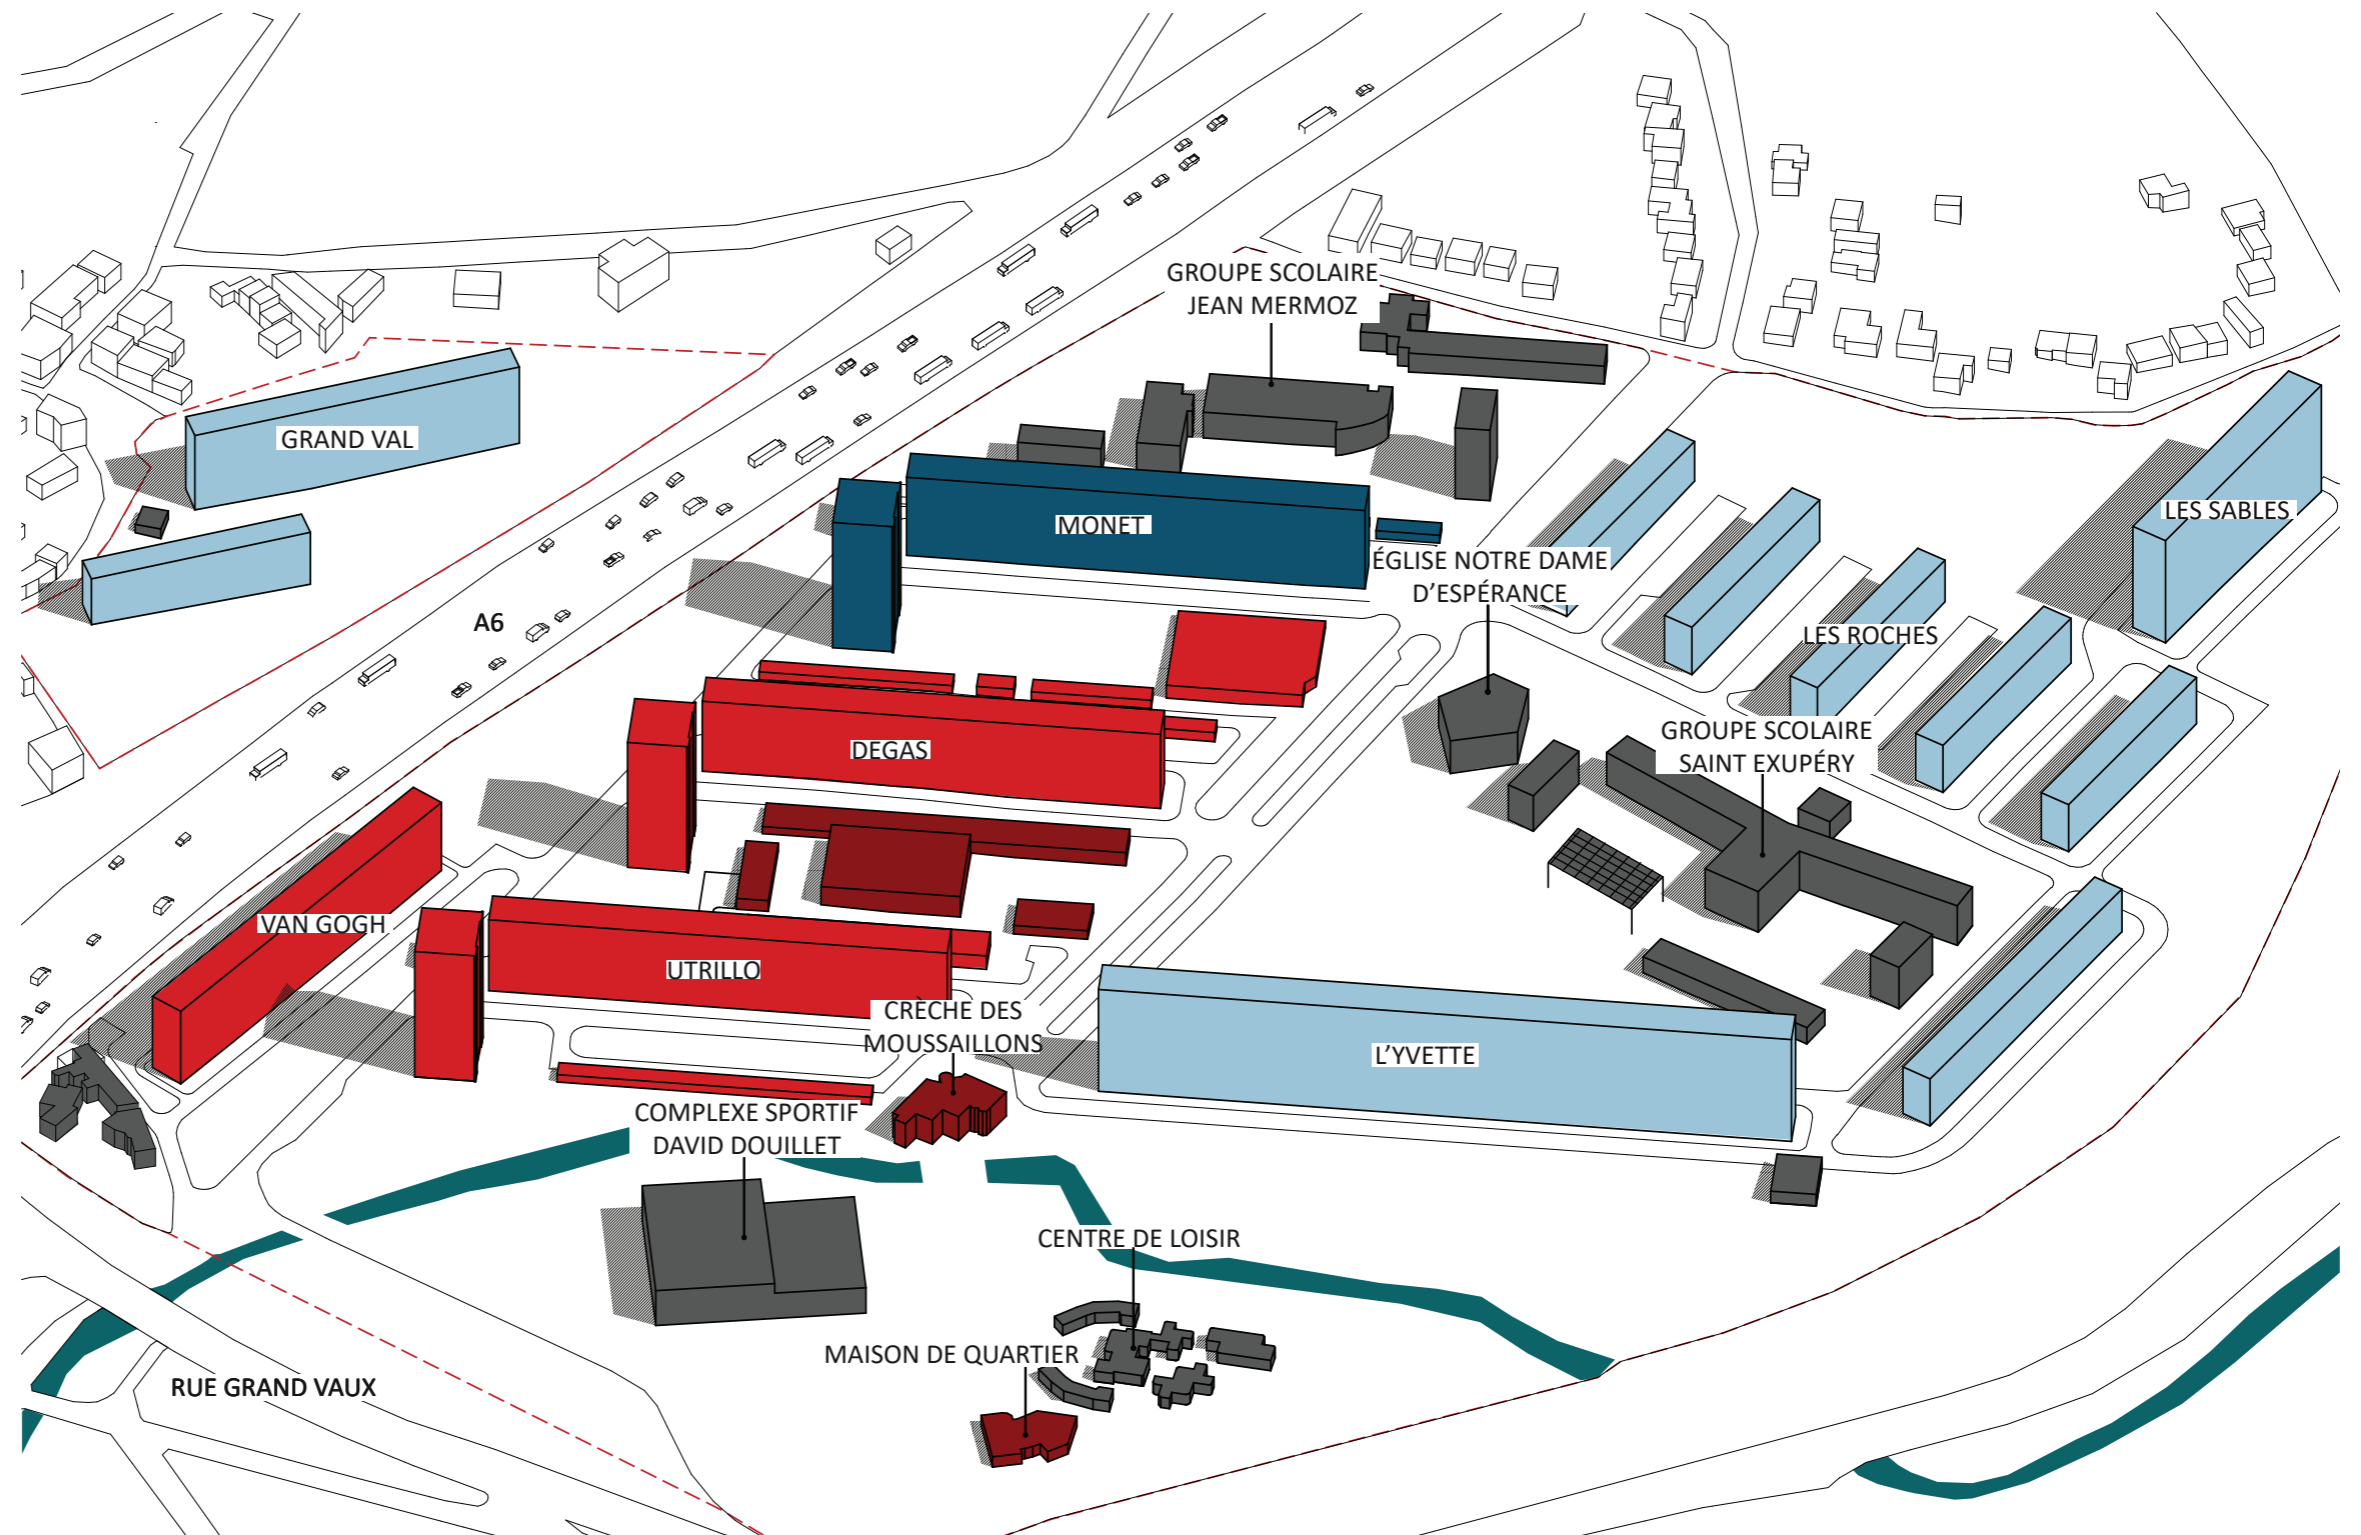 GROUPE SCOLAIRE
JEAN MERMOZ
GRAND VAL
MONET
LES SABLES
ÉGLISE NOTRE DAME
D'ESPÉRANCE
A6
LES ROCHES
DEGAS
GROUPE SCOLAIRE
SAINT EXUPÉRY
VAN GOGH
UTRILLO
CRÈCHE DES
MOUSSAILLONS
L'YVETTE
COMPLEXE SPORTIF
DAVID DOUILLET
CENTRE DE LOISIR
MAISON DE QUARTIER
RUE GRAND VAUX